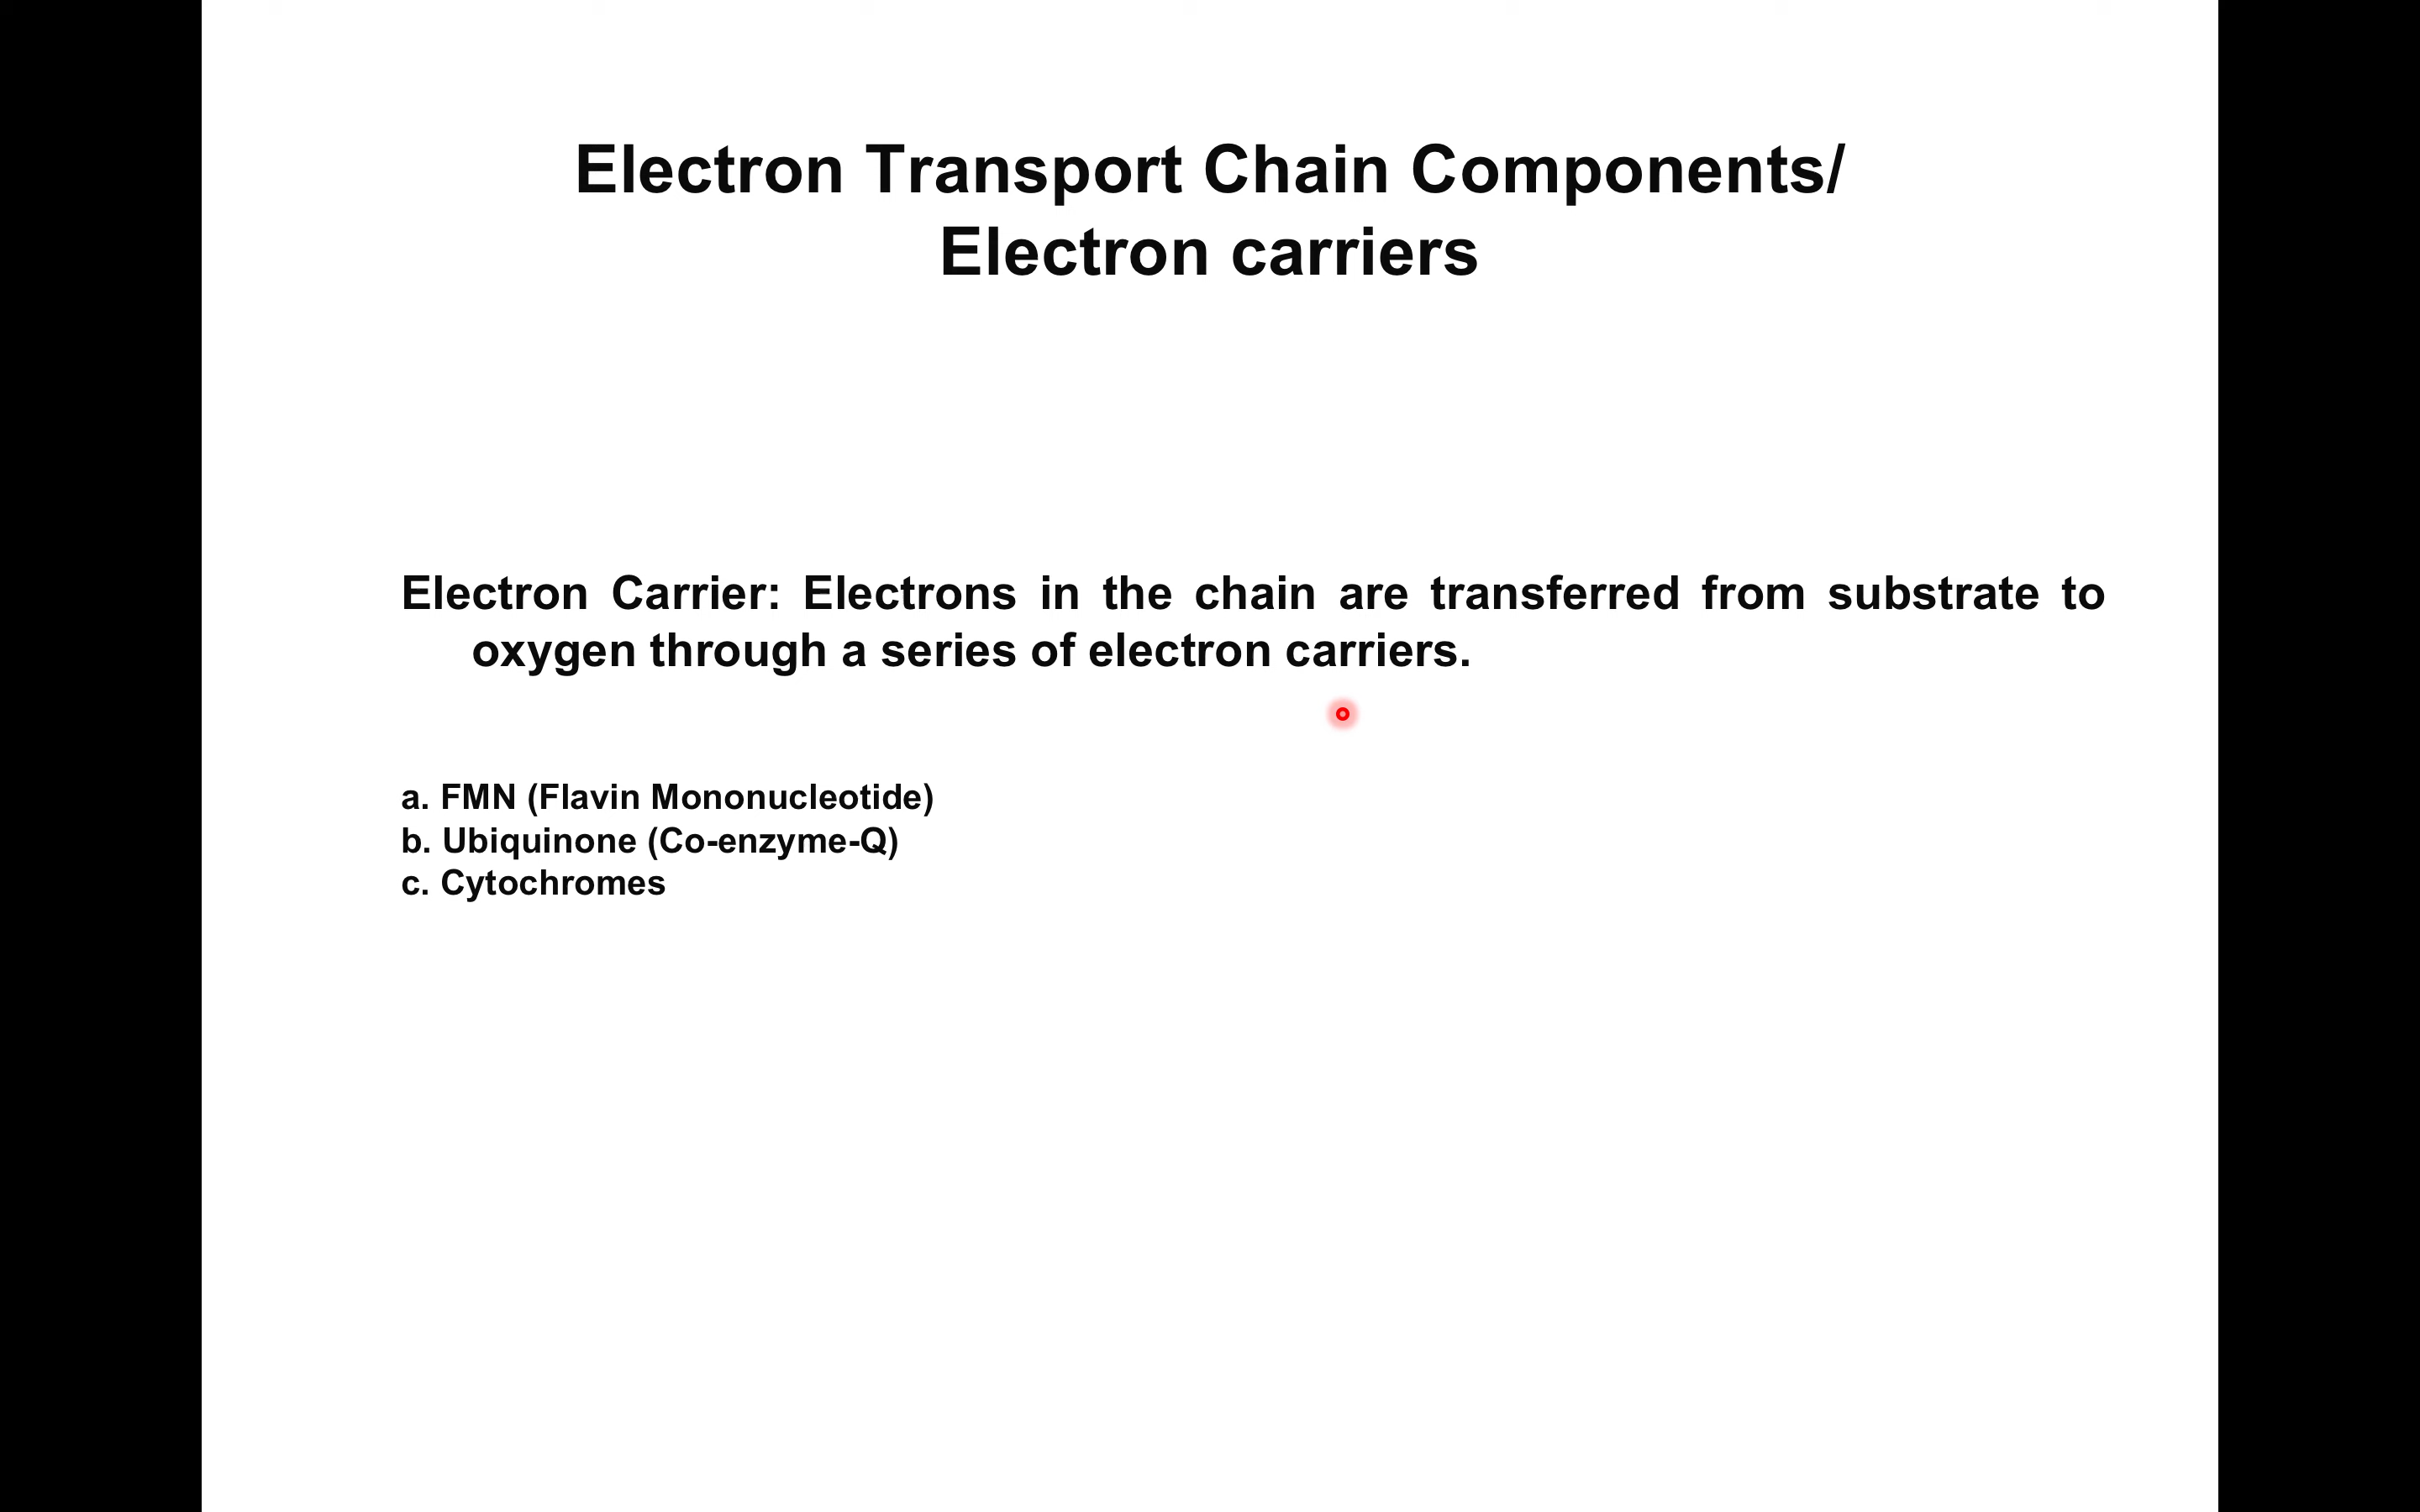 Electron Transport Chain Components/
Electron carriers
Electron Carrier: Electrons in the chain are transferred from substrate to
oxygen through a series of electron carriers.
a. FMN (Flavin Mononucleotide)
b. Ubiquinone (Co-enzyme-Q)
c. Cytochromes